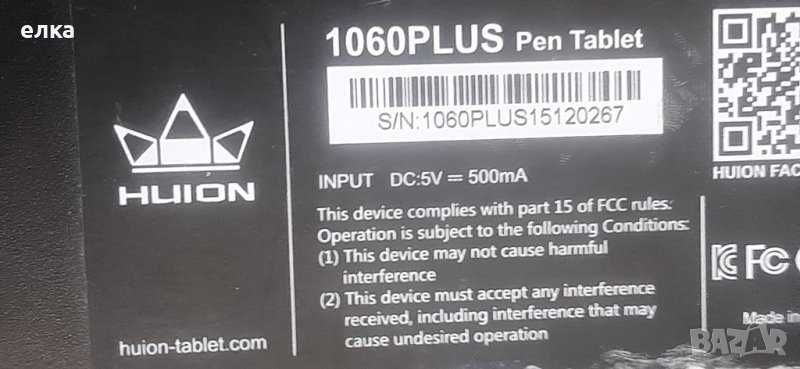 елка
HUION
huion-tablet.com
1060PLUS Pen Tablet
S/N:1060PLUS15120267
INPUT DC:5V ⎓ 500mA
This device complies with part 15 of FCC rules.
Operation is subject to the following Conditions:
(1) This device may not cause harmful
interference
(2) This device must accept any interference
received, including interference that may
cause undesired operation
HUION FAC
FC
Made in
BAZAR